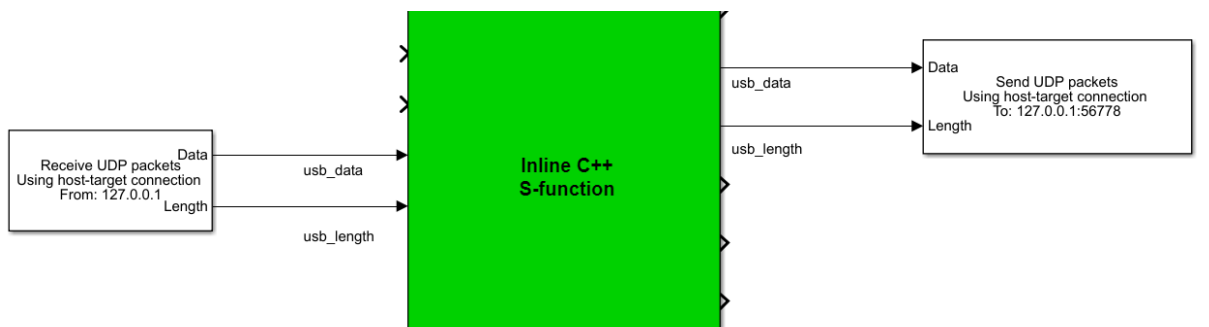 Data
Receive UDP packets
Using host-target connection
From: 127.0.0.1
Length
usb_data
usb_length
Inline C++
S-function
usb_data
usb_length
Data
Send UDP packets
Using host-target connection
To: 127.0.0.1:56778
Length